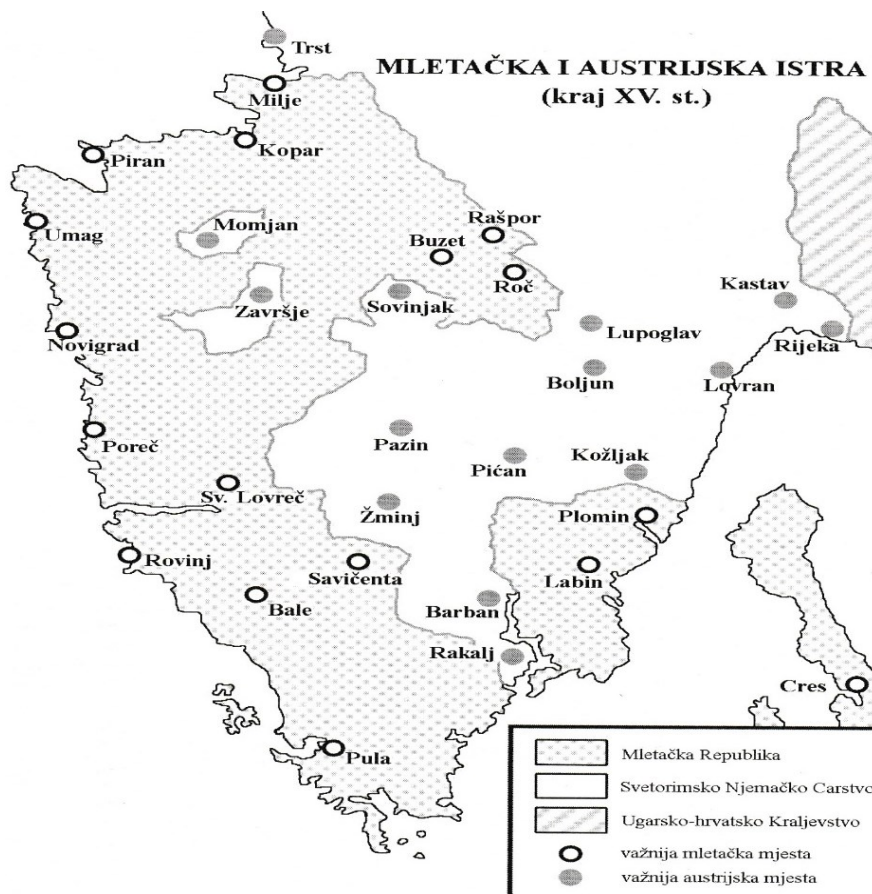 Trst
MLETAČKA I AUSTRIJSKA ISTRA
(kraj XV. st.)
Milje
Kopar
Piran
Umag
Momjan
Rašpor
Buzet
Roč
Završje
Sovinjak
Kastav
Novigrad
Lupoglav
Rijeka
Boljun
Lovran
Poreč
Pazin
Pićan
Kožljak
Sv. Lovreč
Žminj
Plomin
Rovinj
Savičenta
Labin
Bale
Barban
Rakalj
Cres
Pula
Mletačka Republika
Svetorimsko Njemačko Carstvo
Ugarsko-hrvatsko Kraljevstvo
važnija mletačka mjesta
važnija austrijska mjesta